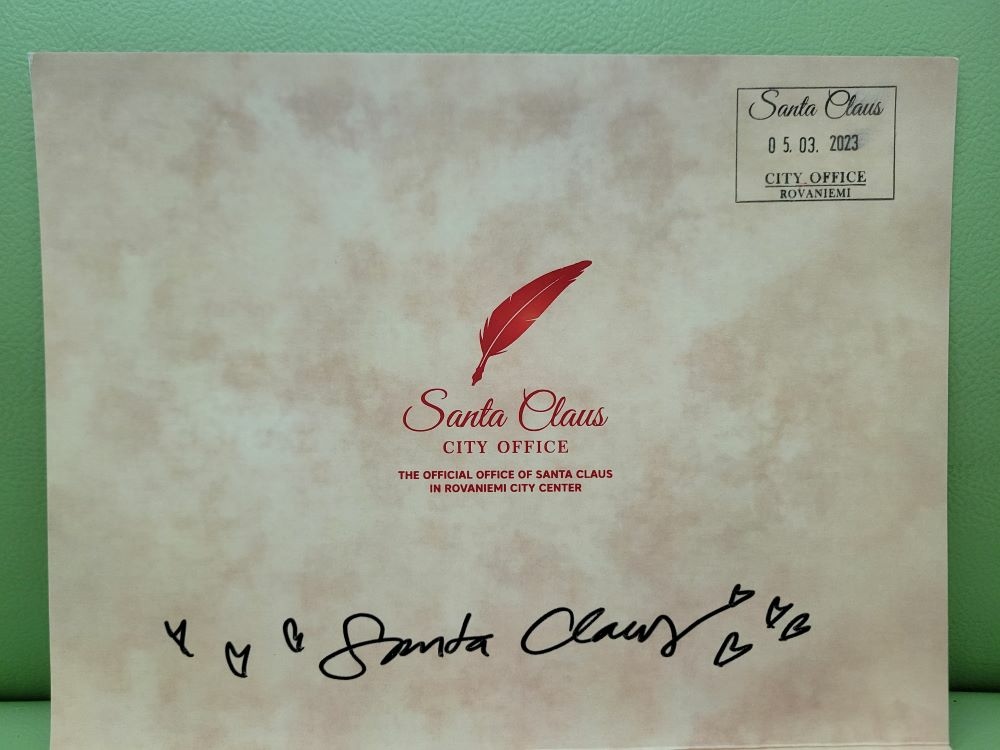 Santa Claus
05. 03. 2023
CITY OFFICE
ROVANIEMI
Santa Claus
CITY OFFICE
THE OFFICIAL OFFICE OF SANTA CLAUS
IN ROVANIEMI CITY CENTER
Santa Claus